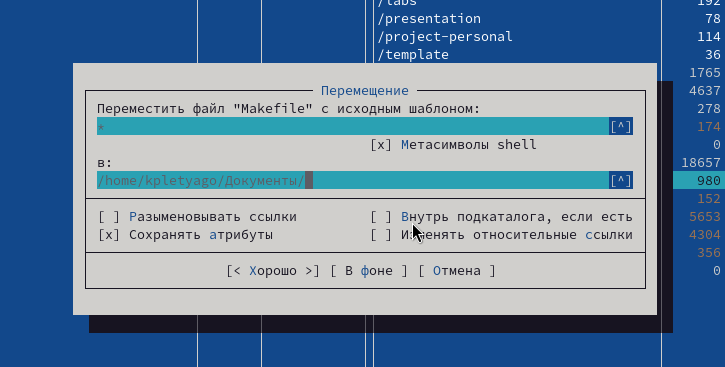 /labs 192
/presentation 78
/project-personal 114
/template 36
1765
Перемещение 4637
Переместить файл "Makefile" с исходным шаблоном: 278
* [^] 174
[x] Метасимволы shell 0
в: 18657
/home/kpletyago/Документы/ [^] 980
152
[ ] Разыменовывать ссылки [ ] Внутрь подкаталога, если есть 5653
[x] Сохранять атрибуты [ ] Изменять относительные ссылки 4304
356
[< Хорошо >] [ В фоне ] [ Отмена ] 0